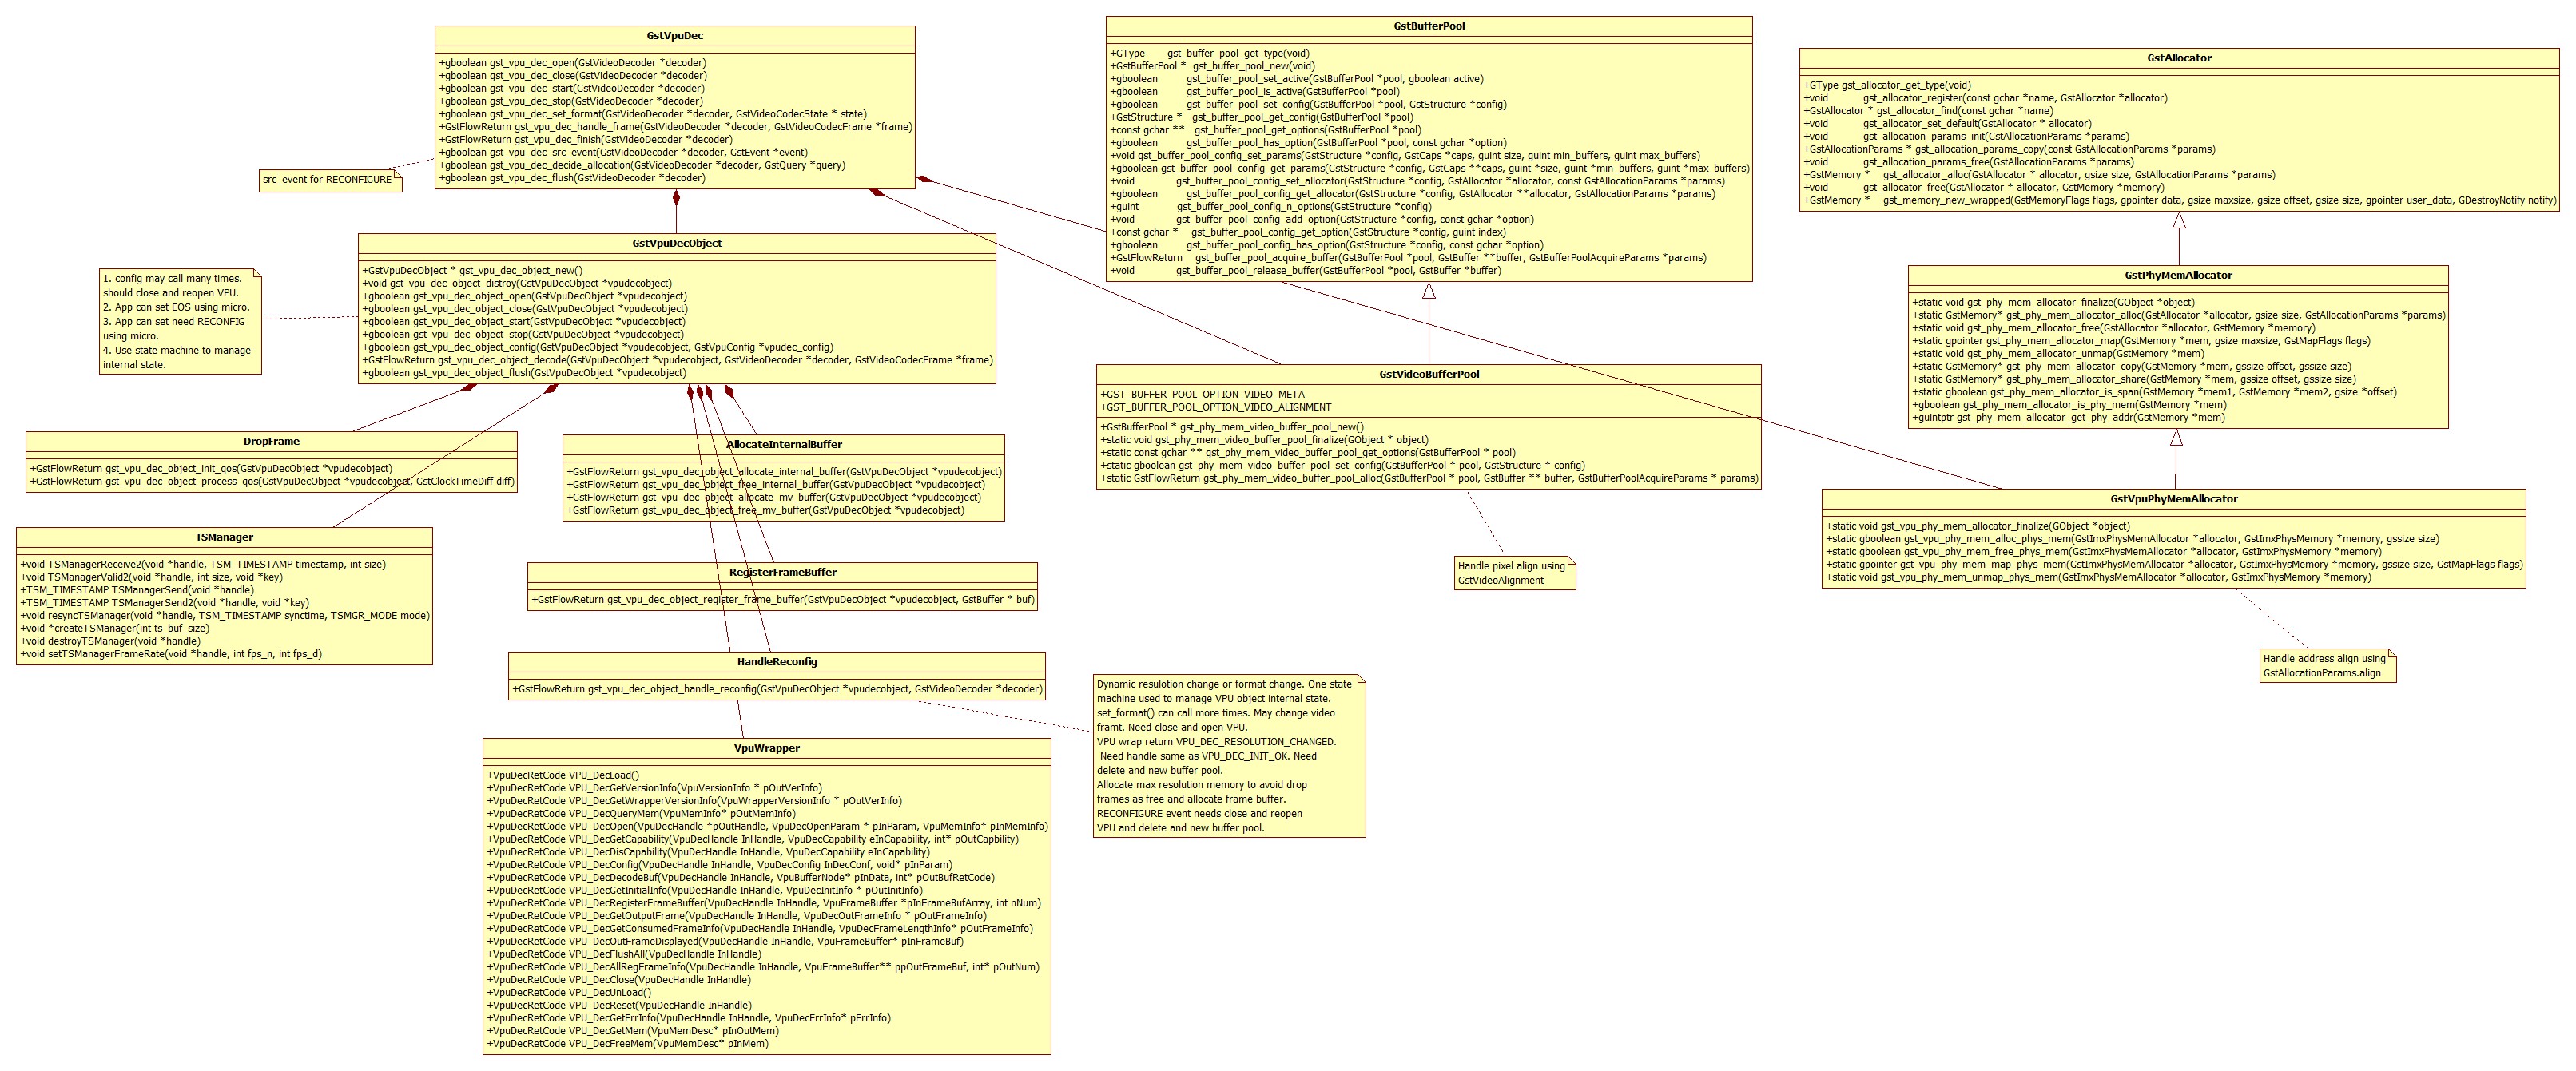 GstVpuDec
+gboolean gst_vpu_dec_open(GstVideoDecoder *decoder)
+gboolean gst_vpu_dec_close(GstVideoDecoder *decoder)
+gboolean gst_vpu_dec_start(GstVideoDecoder *decoder)
+gboolean gst_vpu_dec_stop(GstVideoDecoder *decoder)
+gboolean gst_vpu_dec_set_format(GstVideoDecoder *decoder, GstVideoCodecState * state)
+GstFlowReturn gst_vpu_dec_handle_frame(GstVideoDecoder *decoder, GstVideoCodecFrame *frame)
+GstFlowReturn gst_vpu_dec_finish(GstVideoDecoder *decoder)
+gboolean gst_vpu_dec_src_event(GstVideoDecoder *decoder, GstEvent *event)
+gboolean gst_vpu_dec_decide_allocation(GstVideoDecoder *decoder, GstQuery *query)
+gboolean gst_vpu_dec_flush(GstVideoDecoder *decoder)
src_event for RECONFIGURE
GstVpuDecObject
+GstVpuDecObject * gst_vpu_dec_object_new()
+void gst_vpu_dec_object_distroy(GstVpuDecObject *vpudecobject)
+gboolean gst_vpu_dec_object_open(GstVpuDecObject *vpudecobject)
+gboolean gst_vpu_dec_object_close(GstVpuDecObject *vpudecobject)
+gboolean gst_vpu_dec_object_start(GstVpuDecObject *vpudecobject)
+gboolean gst_vpu_dec_object_stop(GstVpuDecObject *vpudecobject)
+gboolean gst_vpu_dec_object_config(GstVpuDecObject *vpudecobject, GstVpuConfig *vpudec_config)
+GstFlowReturn gst_vpu_dec_object_decode(GstVpuDecObject *vpudecobject, GstVideoDecoder *decoder, GstVideoCodecFrame *frame)
+gboolean gst_vpu_dec_object_flush(GstVpuDecObject *vpudecobject)
1. config may call many times.
should close and reopen VPU.
2. App can set EOS using micro.
3. App can set need RECONFIG
using micro.
4. Use state machine to manage
internal state.
DropFrame
+GstFlowReturn gst_vpu_dec_object_init_qos(GstVpuDecObject *vpudecobject)
+GstFlowReturn gst_vpu_dec_object_process_qos(GstVpuDecObject *vpudecobject, GstClockTimeDiff diff)
AllocateInternalBuffer
+GstFlowReturn gst_vpu_dec_object_allocate_internal_buffer(GstVpuDecObject *vpudecobject)
+GstFlowReturn gst_vpu_dec_object_free_internal_buffer(GstVpuDecObject *vpudecobject)
+GstFlowReturn gst_vpu_dec_object_allocate_mv_buffer(GstVpuDecObject *vpudecobject)
+GstFlowReturn gst_vpu_dec_object_free_mv_buffer(GstVpuDecObject *vpudecobject)
TSManager
+void TSManagerReceive2(void *handle, TSM_TIMESTAMP timestamp, int size)
+void TSManagerValid2(void *handle, int size, void *key)
+TSM_TIMESTAMP TSManagerSend(void *handle)
+TSM_TIMESTAMP TSManagerSend2(void *handle, void *key)
+void resyncTSManager(void *handle, TSM_TIMESTAMP synctime, TSMGR_MODE mode)
+void *createTSManager(int ts_buf_size)
+void destroyTSManager(void *handle)
+void setTSManagerFrameRate(void *handle, int fps_n, int fps_d)
RegisterFrameBuffer
+GstFlowReturn gst_vpu_dec_object_register_frame_buffer(GstVpuDecObject *vpudecobject, GstBuffer * buf)
HandleReconfig
+GstFlowReturn gst_vpu_dec_object_handle_reconfig(GstVpuDecObject *vpudecobject, GstVideoDecoder *decoder)
Dynamic resulotion change or format change. One state
machine used to manage VPU object internal state.
set_format() can call more times. May change video
framt. Need close and open VPU.
VPU wrap return VPU_DEC_RESOLUTION_CHANGED.
Need handle same as VPU_DEC_INIT_OK. Need
delete and new buffer pool.
Allocate max resolution memory to avoid drop
frames as free and allocate frame buffer.
RECONFIGURE event needs close and reopen
VPU and delete and new buffer pool.
VpuWrapper
+VpuDecRetCode VPU_DecLoad()
+VpuDecRetCode VPU_DecGetVersionInfo(VpuVersionInfo * pOutVerInfo)
+VpuDecRetCode VPU_DecGetWrapperVersionInfo(VpuWrapperVersionInfo * pOutVerInfo)
+VpuDecRetCode VPU_DecQueryMem(VpuMemInfo* pOutMemInfo)
+VpuDecRetCode VPU_DecOpen(VpuDecHandle *pOutHandle, VpuDecOpenParam * pInParam, VpuMemInfo* pInMemInfo)
+VpuDecRetCode VPU_DecGetCapability(VpuDecHandle InHandle, VpuDecCapability eInCapability, int* pOutCapbility)
+VpuDecRetCode VPU_DecDisCapability(VpuDecHandle InHandle, VpuDecCapability eInCapability)
+VpuDecRetCode VPU_DecConfig(VpuDecHandle InHandle, VpuDecConfig InDecConf, void* pInParam)
+VpuDecRetCode VPU_DecDecodeBuf(VpuDecHandle InHandle, VpuBufferNode* pInData, int* pOutBufRetCode)
+VpuDecRetCode VPU_DecGetInitialInfo(VpuDecHandle InHandle, VpuDecInitInfo * pOutInitInfo)
+VpuDecRetCode VPU_DecRegisterFrameBuffer(VpuDecHandle InHandle, VpuFrameBuffer *pInFrameBufArray, int nNum)
+VpuDecRetCode VPU_DecGetOutputFrame(VpuDecHandle InHandle, VpuDecOutFrameInfo * pOutFrameInfo)
+VpuDecRetCode VPU_DecGetConsumedFrameInfo(VpuDecHandle InHandle, VpuDecFrameLengthInfo* pOutFrameInfo)
+VpuDecRetCode VPU_DecOutFrameDisplayed(VpuDecHandle InHandle, VpuFrameBuffer* pInFrameBuf)
+VpuDecRetCode VPU_DecFlushAll(VpuDecHandle InHandle)
+VpuDecRetCode VPU_DecAllRegFrameInfo(VpuDecHandle InHandle, VpuFrameBuffer** ppOutFrameBuf, int* pOutNum)
+VpuDecRetCode VPU_DecClose(VpuDecHandle InHandle)
+VpuDecRetCode VPU_DecUnLoad()
+VpuDecRetCode VPU_DecReset(VpuDecHandle InHandle)
+VpuDecRetCode VPU_DecGetErrInfo(VpuDecHandle InHandle, VpuDecErrInfo* pErrInfo)
+VpuDecRetCode VPU_DecGetMem(VpuMemDesc* pInOutMem)
+VpuDecRetCode VPU_DecFreeMem(VpuMemDesc* pInMem)
GstBufferPool
+GType gst_buffer_pool_get_type(void)
+GstBufferPool * gst_buffer_pool_new(void)
+gboolean gst_buffer_pool_set_active(GstBufferPool *pool, gboolean active)
+gboolean gst_buffer_pool_is_active(GstBufferPool *pool)
+gboolean gst_buffer_pool_set_config(GstBufferPool *pool, GstStructure *config)
+GstStructure * gst_buffer_pool_get_config(GstBufferPool *pool)
+const gchar ** gst_buffer_pool_get_options(GstBufferPool *pool)
+gboolean gst_buffer_pool_has_option(GstBufferPool *pool, const gchar *option)
+void gst_buffer_pool_config_set_params(GstStructure *config, GstCaps *caps, guint size, guint min_buffers, guint max_buffers)
+gboolean gst_buffer_pool_config_get_params(GstStructure *config, GstCaps **caps, guint *size, guint *min_buffers, guint *max_buffers)
+void gst_buffer_pool_config_set_allocator(GstStructure *config, GstAllocator *allocator, const GstAllocationParams *params)
+gboolean gst_buffer_pool_config_get_allocator(GstStructure *config, GstAllocator **allocator, GstAllocationParams *params)
+guint gst_buffer_pool_config_n_options(GstStructure *config)
+void gst_buffer_pool_config_add_option(GstStructure *config, const gchar *option)
+const gchar * gst_buffer_pool_config_get_option(GstStructure *config, guint index)
+gboolean gst_buffer_pool_config_has_option(GstStructure *config, const gchar *option)
+GstFlowReturn gst_buffer_pool_acquire_buffer(GstBufferPool *pool, GstBuffer **buffer, GstBufferPoolAcquireParams *params)
+void gst_buffer_pool_release_buffer(GstBufferPool *pool, GstBuffer *buffer)
GstVideoBufferPool
+GST_BUFFER_POOL_OPTION_VIDEO_META
+GST_BUFFER_POOL_OPTION_VIDEO_ALIGNMENT
+GstBufferPool * gst_phy_mem_video_buffer_pool_new()
+static void gst_phy_mem_video_buffer_pool_finalize(GObject * object)
+static const gchar ** gst_phy_mem_video_buffer_pool_get_options(GstBufferPool * pool)
+static gboolean gst_phy_mem_video_buffer_pool_set_config(GstBufferPool * pool, GstStructure * config)
+static GstFlowReturn gst_phy_mem_video_buffer_pool_alloc(GstBufferPool * pool, GstBuffer ** buffer, GstBufferPoolAcquireParams * params)
Handle pixel align using
GstVideoAlignment
GstAllocator
+GType gst_allocator_get_type(void)
+void gst_allocator_register(const gchar *name, GstAllocator *allocator)
+GstAllocator * gst_allocator_find(const gchar *name)
+void gst_allocator_set_default(GstAllocator * allocator)
+void gst_allocation_params_init(GstAllocationParams *params)
+GstAllocationParams * gst_allocation_params_copy(const GstAllocationParams *params)
+void gst_allocation_params_free(GstAllocationParams *params)
+GstMemory * gst_allocator_alloc(GstAllocator * allocator, gsize size, GstAllocationParams *params)
+void gst_allocator_free(GstAllocator * allocator, GstMemory *memory)
+GstMemory * gst_memory_new_wrapped(GstMemoryFlags flags, gpointer data, gsize maxsize, gsize offset, gsize size, gpointer user_data, GDestroyNotify notify)
GstPhyMemAllocator
+static void gst_phy_mem_allocator_finalize(GObject *object)
+static GstMemory* gst_phy_mem_allocator_alloc(GstAllocator *allocator, gsize size, GstAllocationParams *params)
+static void gst_phy_mem_allocator_free(GstAllocator *allocator, GstMemory *memory)
+static gpointer gst_phy_mem_allocator_map(GstMemory *mem, gsize maxsize, GstMapFlags flags)
+static void gst_phy_mem_allocator_unmap(GstMemory *mem)
+static GstMemory* gst_phy_mem_allocator_copy(GstMemory *mem, gssize offset, gssize size)
+static GstMemory* gst_phy_mem_allocator_share(GstMemory *mem, gssize offset, gssize size)
+static gboolean gst_phy_mem_allocator_is_span(GstMemory *mem1, GstMemory *mem2, gsize *offset)
+gboolean gst_phy_mem_allocator_is_phy_mem(GstMemory *mem)
+guintptr gst_phy_mem_allocator_get_phy_addr(GstMemory *mem)
GstVpuPhyMemAllocator
+static void gst_vpu_phy_mem_allocator_finalize(GObject *object)
+static gboolean gst_vpu_phy_mem_alloc_phys_mem(GstImxPhysMemAllocator *allocator, GstImxPhysMemory *memory, gssize size)
+static gboolean gst_vpu_phy_mem_free_phys_mem(GstImxPhysMemAllocator *allocator, GstImxPhysMemory *memory)
+static gpointer gst_vpu_phy_mem_map_phys_mem(GstImxPhysMemAllocator *allocator, GstImxPhysMemory *memory, gssize size, GstMapFlags flags)
+static void gst_vpu_phy_mem_unmap_phys_mem(GstImxPhysMemAllocator *allocator, GstImxPhysMemory *memory)
Handle address align using
GstAllocationParams.align